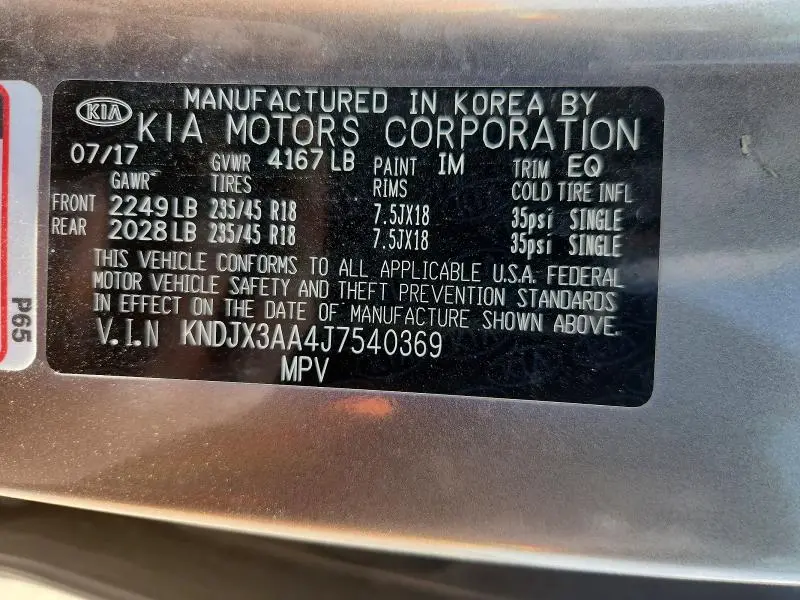 KIA MANUFACTURED IN KOREA BY
KIA MOTORS CORPORATION
07/17 GVWR 4167 LB PAINT IM TRIM EQ
GAWR TIRES RIMS COLD TIRE INFL
FRONT 2249 LB 235/45 R18 7.5JX18 35psi SINGLE
REAR 2028 LB 235/45 R18 7.5JX18 35psi SINGLE
THIS VEHICLE CONFORMS TO ALL APPLICABLE U.S.A. FEDERAL
MOTOR VEHICLE SAFETY AND THEFT PREVENTION STANDARDS
IN EFFECT ON THE DATE OF MANUFACTURE SHOWN ABOVE.
V.I.N KNDJX3AA4J7540369
MPV
P65